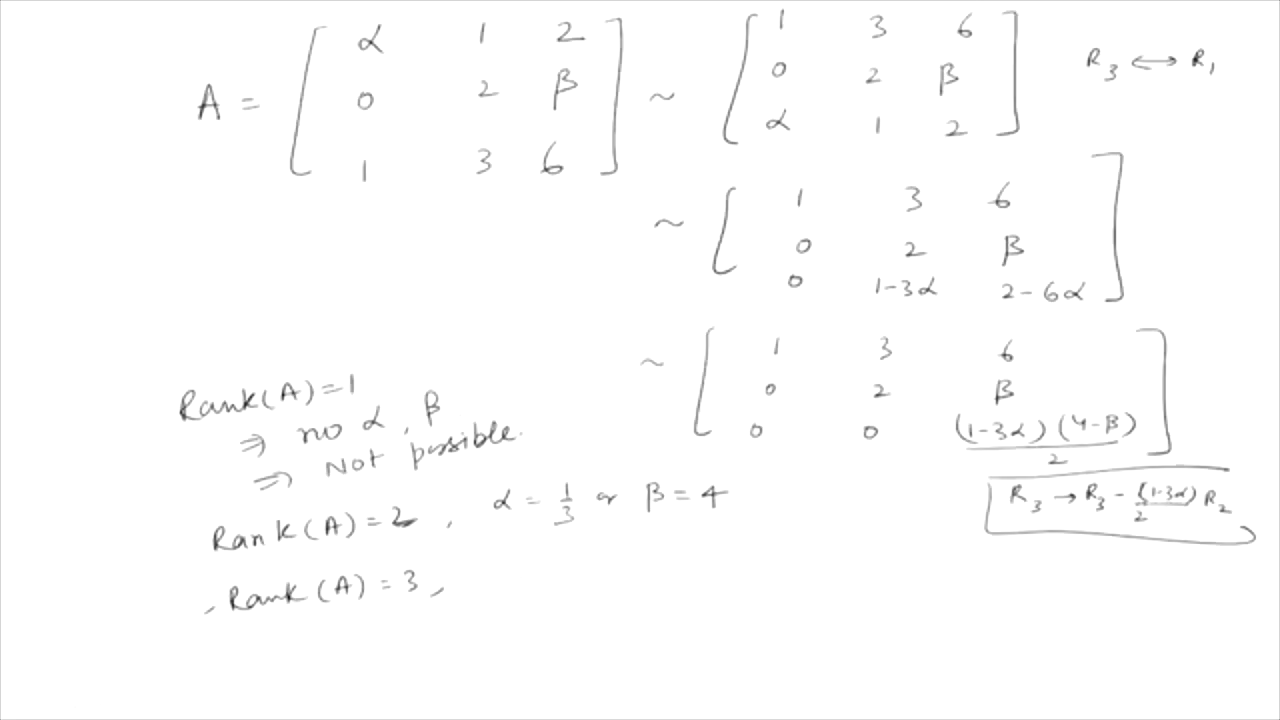 A = [ α 1 2 ; 0 2 β ; 1 3 6 ] ~ [ 1 3 6 ; 0 2 β ; α 1 2 ] R₃ ↔ R₁
~ [ 1 3 6 ; 0 2 β ; 0 1-3α 2-6α ]
~ [ 1 3 6 ; 0 2 β ; 0 0 (1-3α)(4-β)/2 ]
R₃ → R₃ - (1-3α)/2 R₂
Rank(A)=1
⇒ no α, β
⇒ Not possible.
Rank(A)=2, α = 1/3 or β = 4
, Rank(A) = 3,